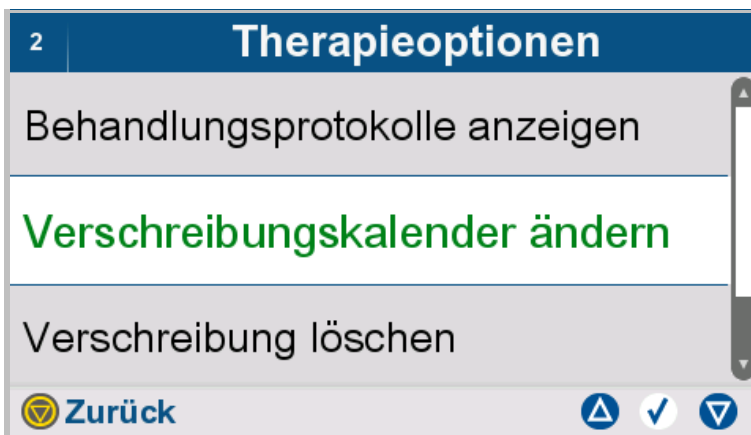 2
Therapieoptionen
Behandlungsprotokolle anzeigen
Verschreibungskalender ändern
Verschreibung löschen
Zurück